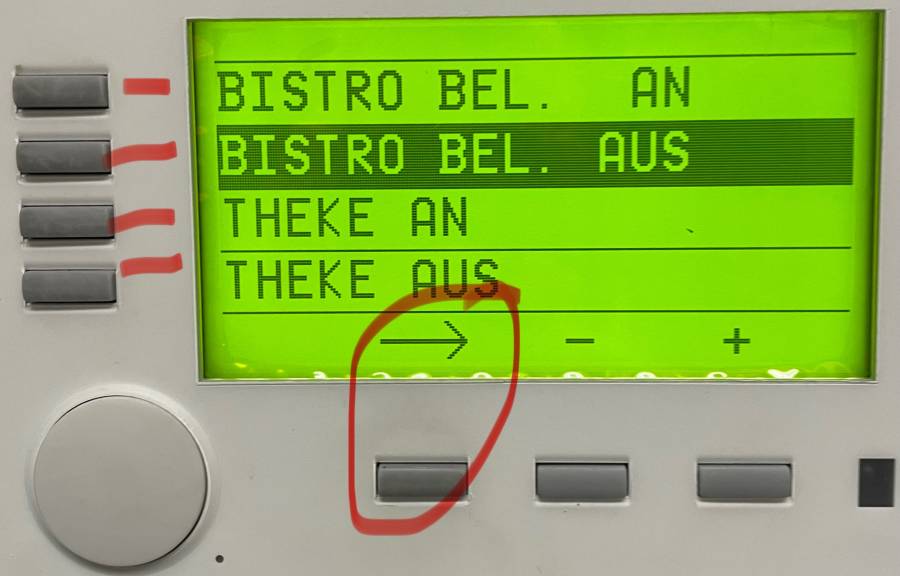 BISTRO BEL. AN
BISTRO BEL. AUS
THEKE AN
THEKE AUS
→ − +